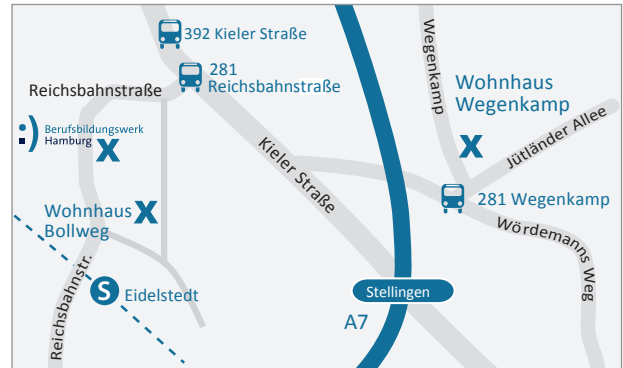 392 Kieler Straße
281
Reichsbahnstraße
Reichsbahnstraße
Berufsbildungswerk
Hamburg
Wohnhaus
Bollweg
Reichsbahnstr.
S
Eidelstedt
Kieler Straße
Stellingen
A7
Wegenkamp
Wohnhaus
Wegenkamp
Jütländer Allee
281 Wegenkamp
Wördemanns Weg